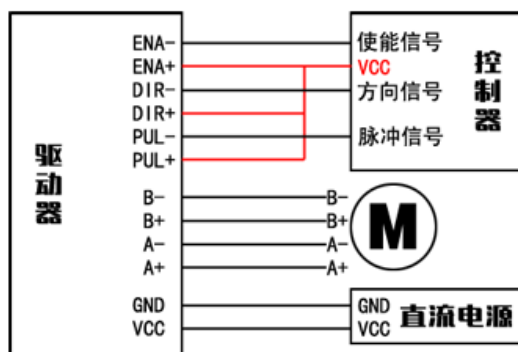 驱动器
ENA-
ENA+
DIR-
DIR+
PUL-
PUL+
B-
B+
A-
A+
GND
VCC
使能信号
VCC
方向信号
脉冲信号
控制器
B-
B+
A-
A+
M
GND
VCC
直流电源